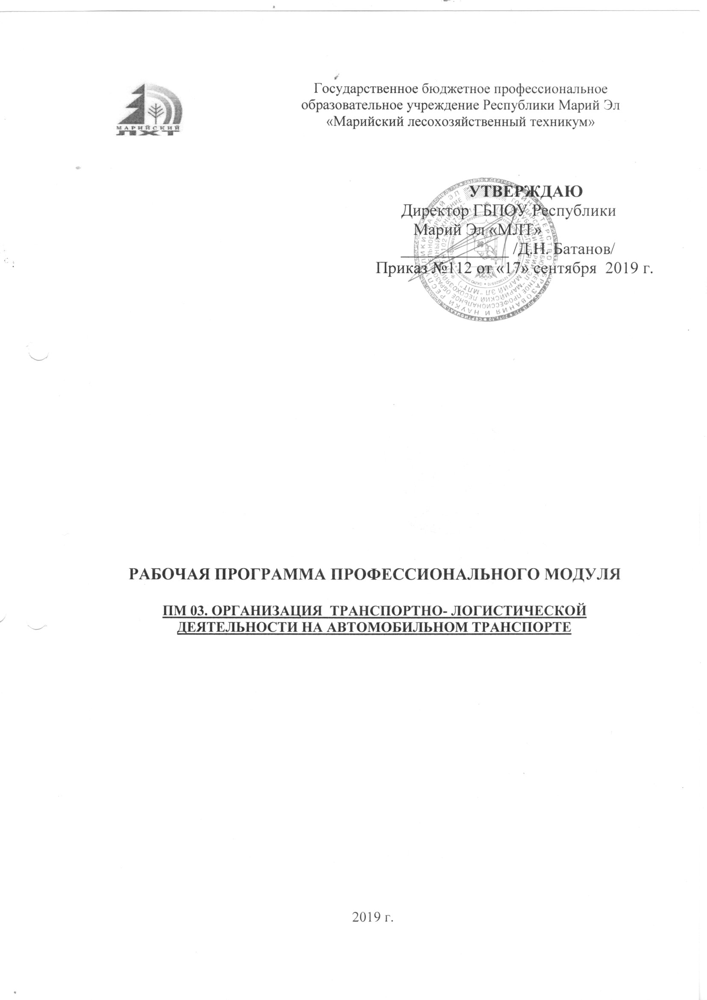 МАРИЙСКИЙ
ЛХТ
Государственное бюджетное профессиональное
образовательное учреждение Республики Марий Эл
«Марийский лесохозяйственный техникум»
УТВЕРЖДАЮ
Директор ГБПОУ Республики
Марий Эл «МЛТ»
/Д.Н. Батанов/
Приказ №112 от «17» сентября 2019 г.
РАБОЧАЯ ПРОГРАММА ПРОФЕССИОНАЛЬНОГО МОДУЛЯ
ПМ 03. ОРГАНИЗАЦИЯ ТРАНСПОРТНО- ЛОГИСТИЧЕСКОЙ
ДЕЯТЕЛЬНОСТИ НА АВТОМОБИЛЬНОМ ТРАНСПОРТЕ
2019 г.